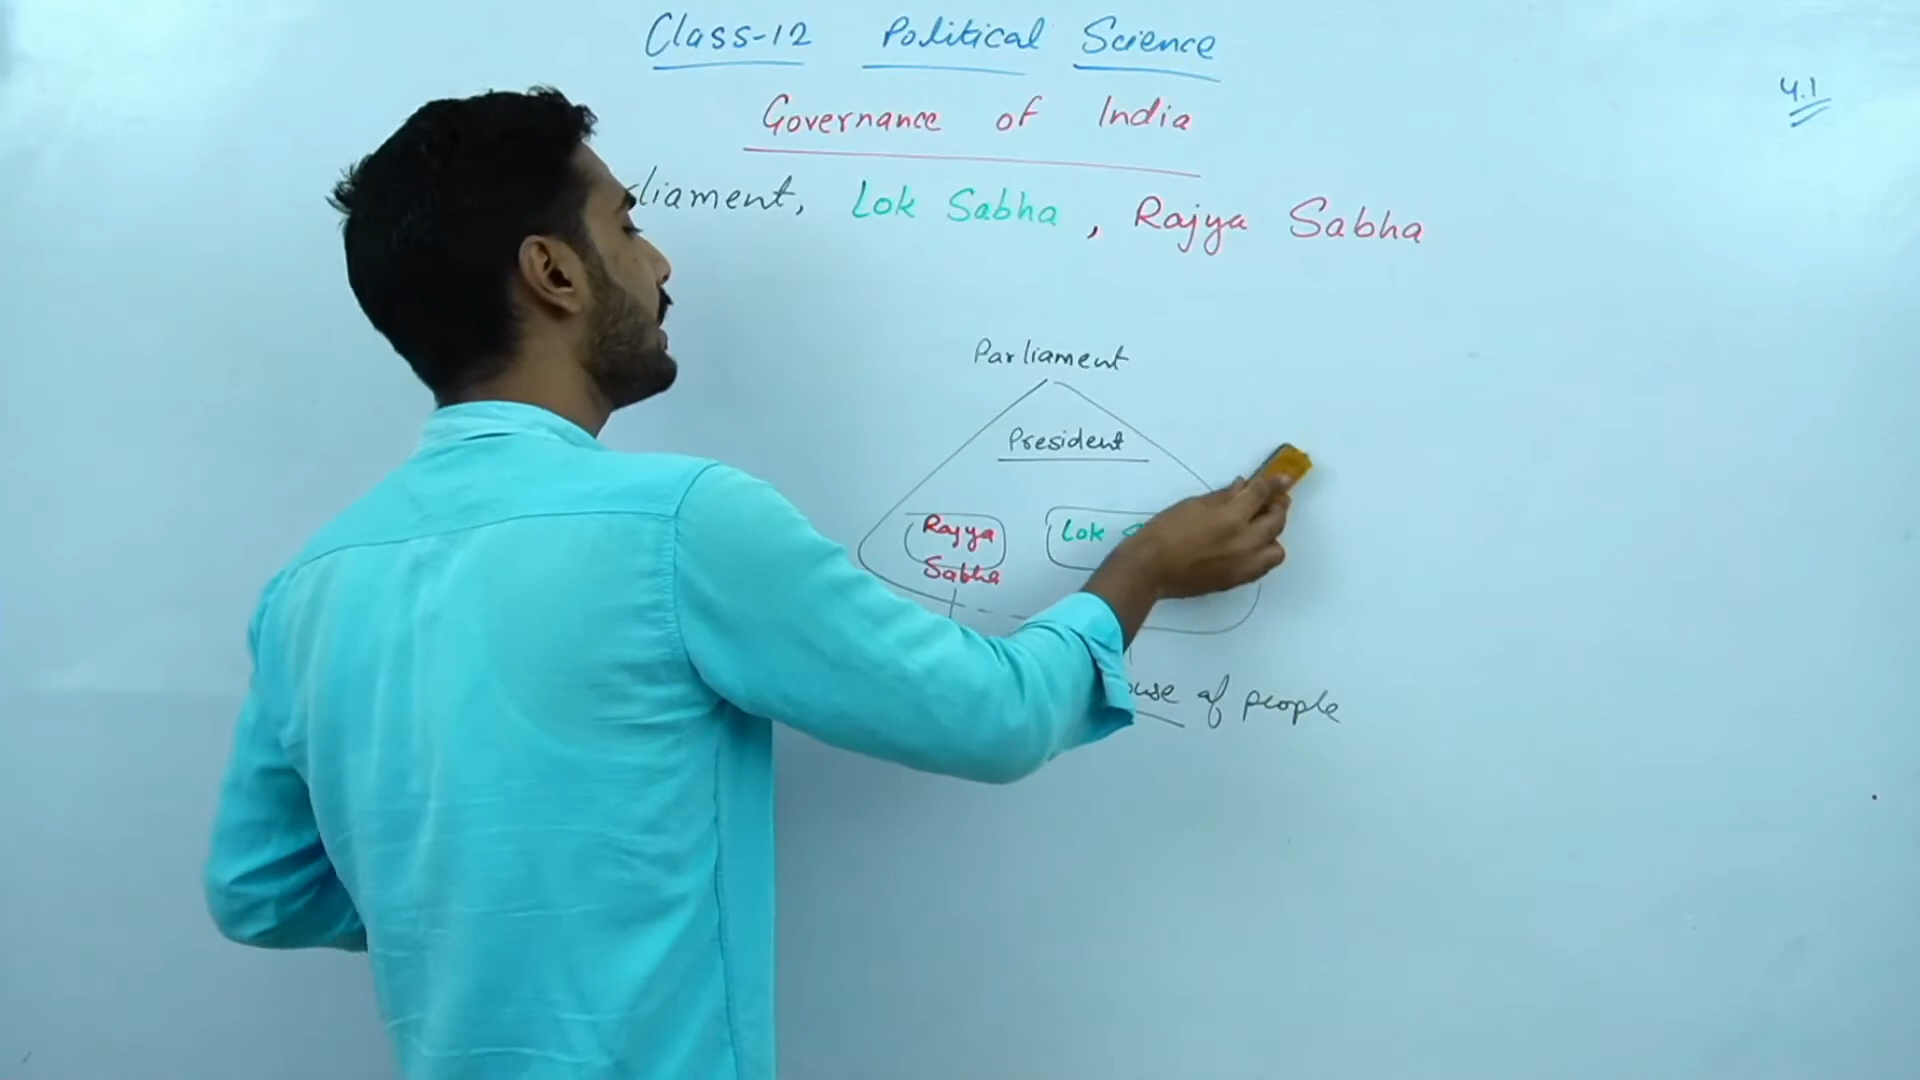 Class-12 Political Science
4.1
Governance of India
Lok Sabha, Rajya Sabha
Parliament
President
Rajya Lok
Sabha
of people